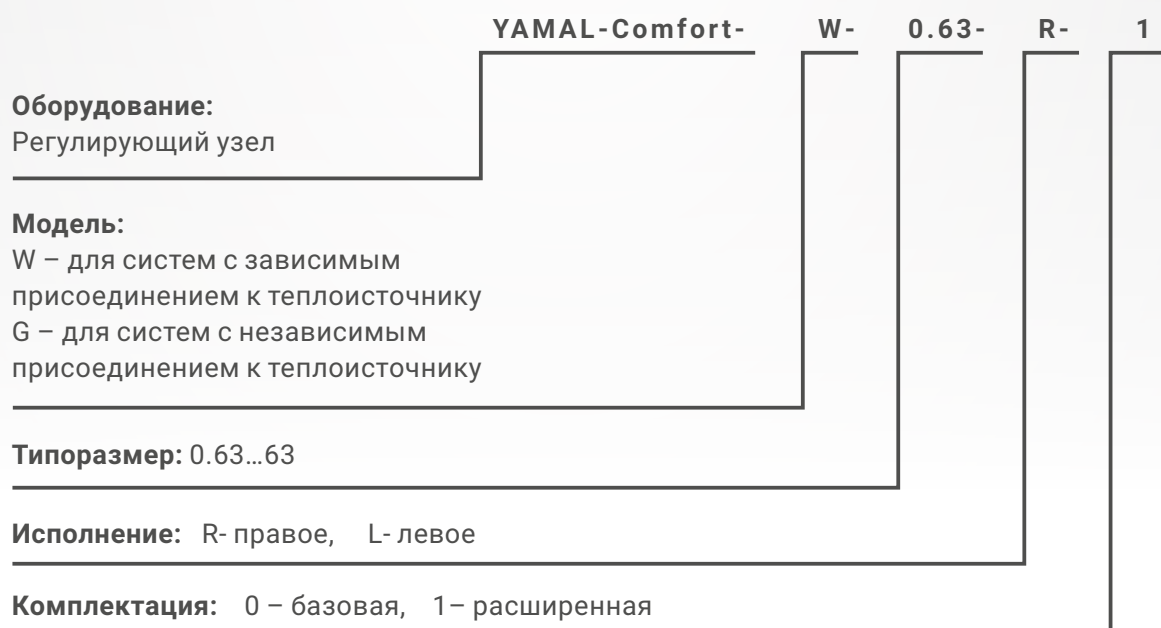 YAMAL-Comfort- W- 0.63- R- 1
Оборудование:
Регулирующий узел
Модель:
W – для систем с зависимым
присоединением к теплоисточнику
G – для систем с независимым
присоединением к теплоисточнику
Типоразмер: 0.63...63
Исполнение: R- правое, L- левое
Комплектация: 0 – базовая, 1– расширенная